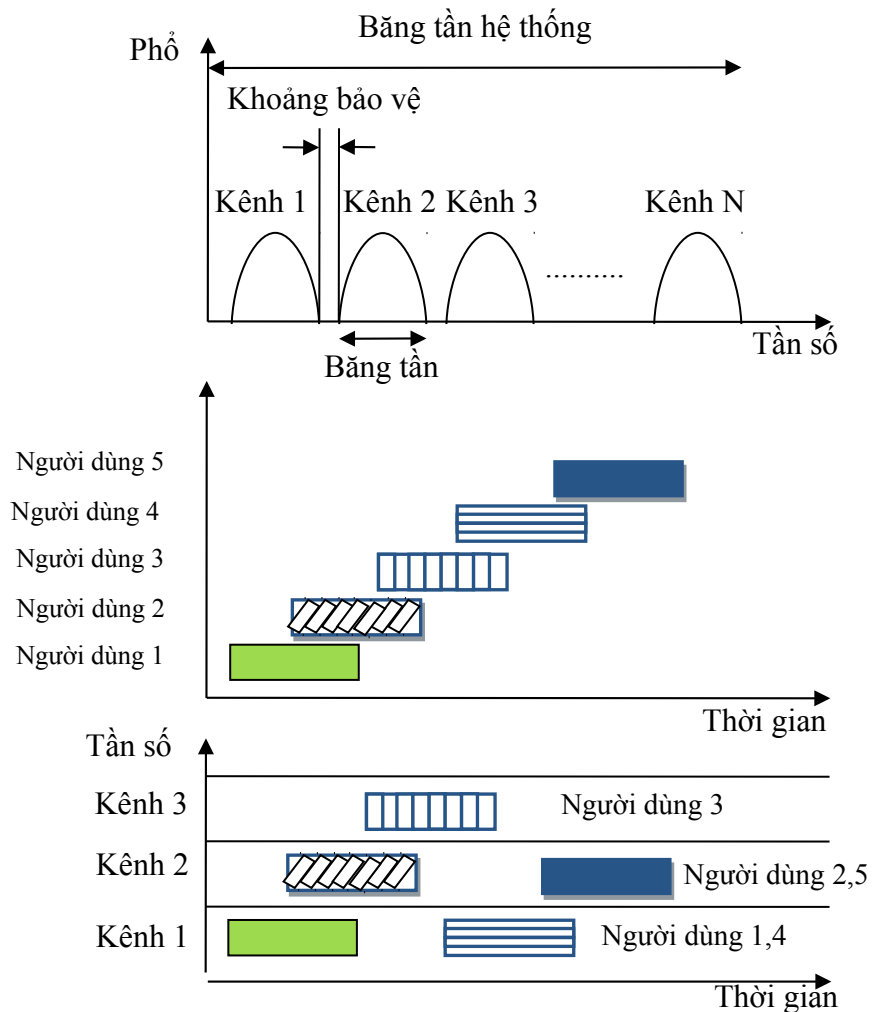 Băng tần hệ thống
Phổ
Khoảng bảo vệ
Kênh 1
Kênh 2
Kênh 3
Kênh N
..........
Tần số
Băng tần
Người dùng 5
Người dùng 4
Người dùng 3
Người dùng 2
Người dùng 1
Thời gian
Tần số
Kênh 3
Người dùng 3
Kênh 2
Người dùng 2,5
Kênh 1
Người dùng 1,4
Thời gian